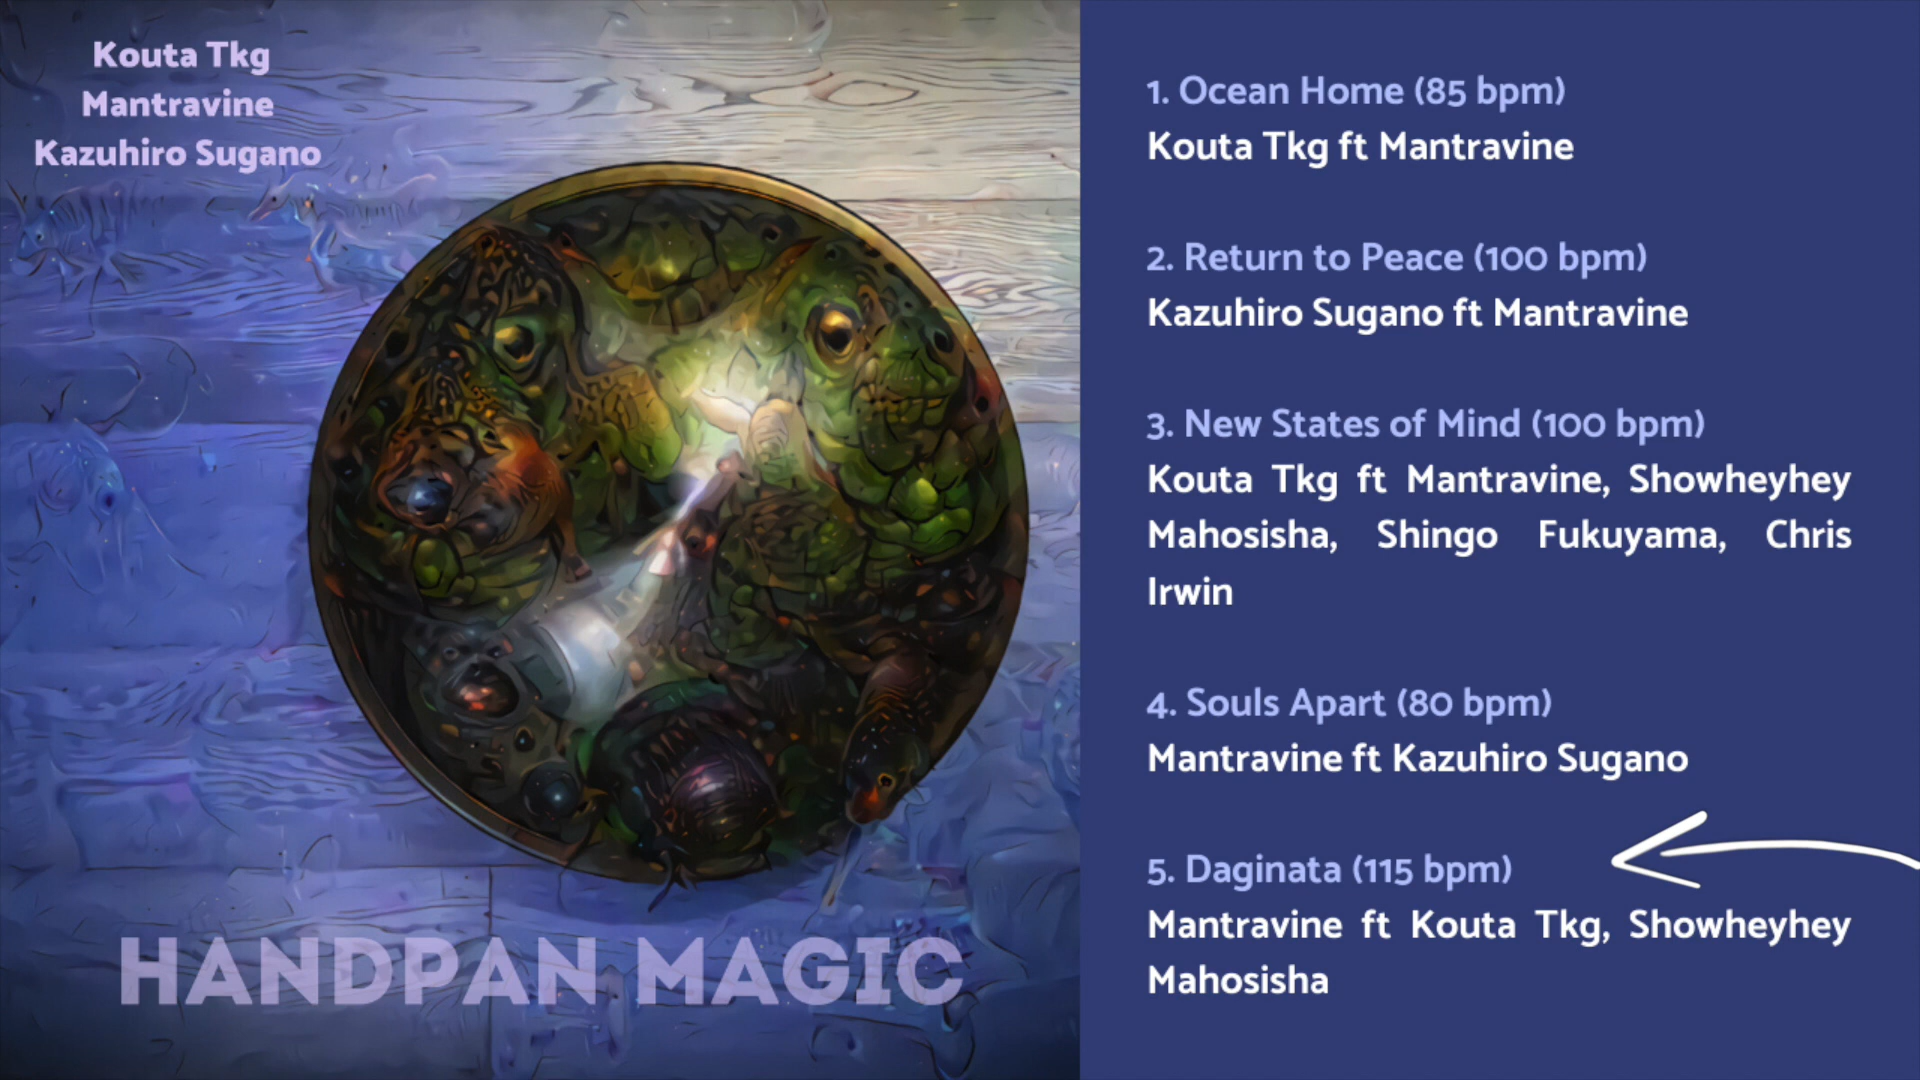 Kouta Tkg
Mantravine
Kazuhiro Sugano
HANDPAN MAGIC
1. Ocean Home (85 bpm)
Kouta Tkg ft Mantravine
2. Return to Peace (100 bpm)
Kazuhiro Sugano ft Mantravine
3. New States of Mind (100 bpm)
Kouta Tkg ft Mantravine, Showheyhey
Mahosisha, Shingo Fukuyama, Chris
Irwin
4. Souls Apart (80 bpm)
Mantravine ft Kazuhiro Sugano
5. Daginata (115 bpm)
Mantravine ft Kouta Tkg, Showheyhey
Mahosisha